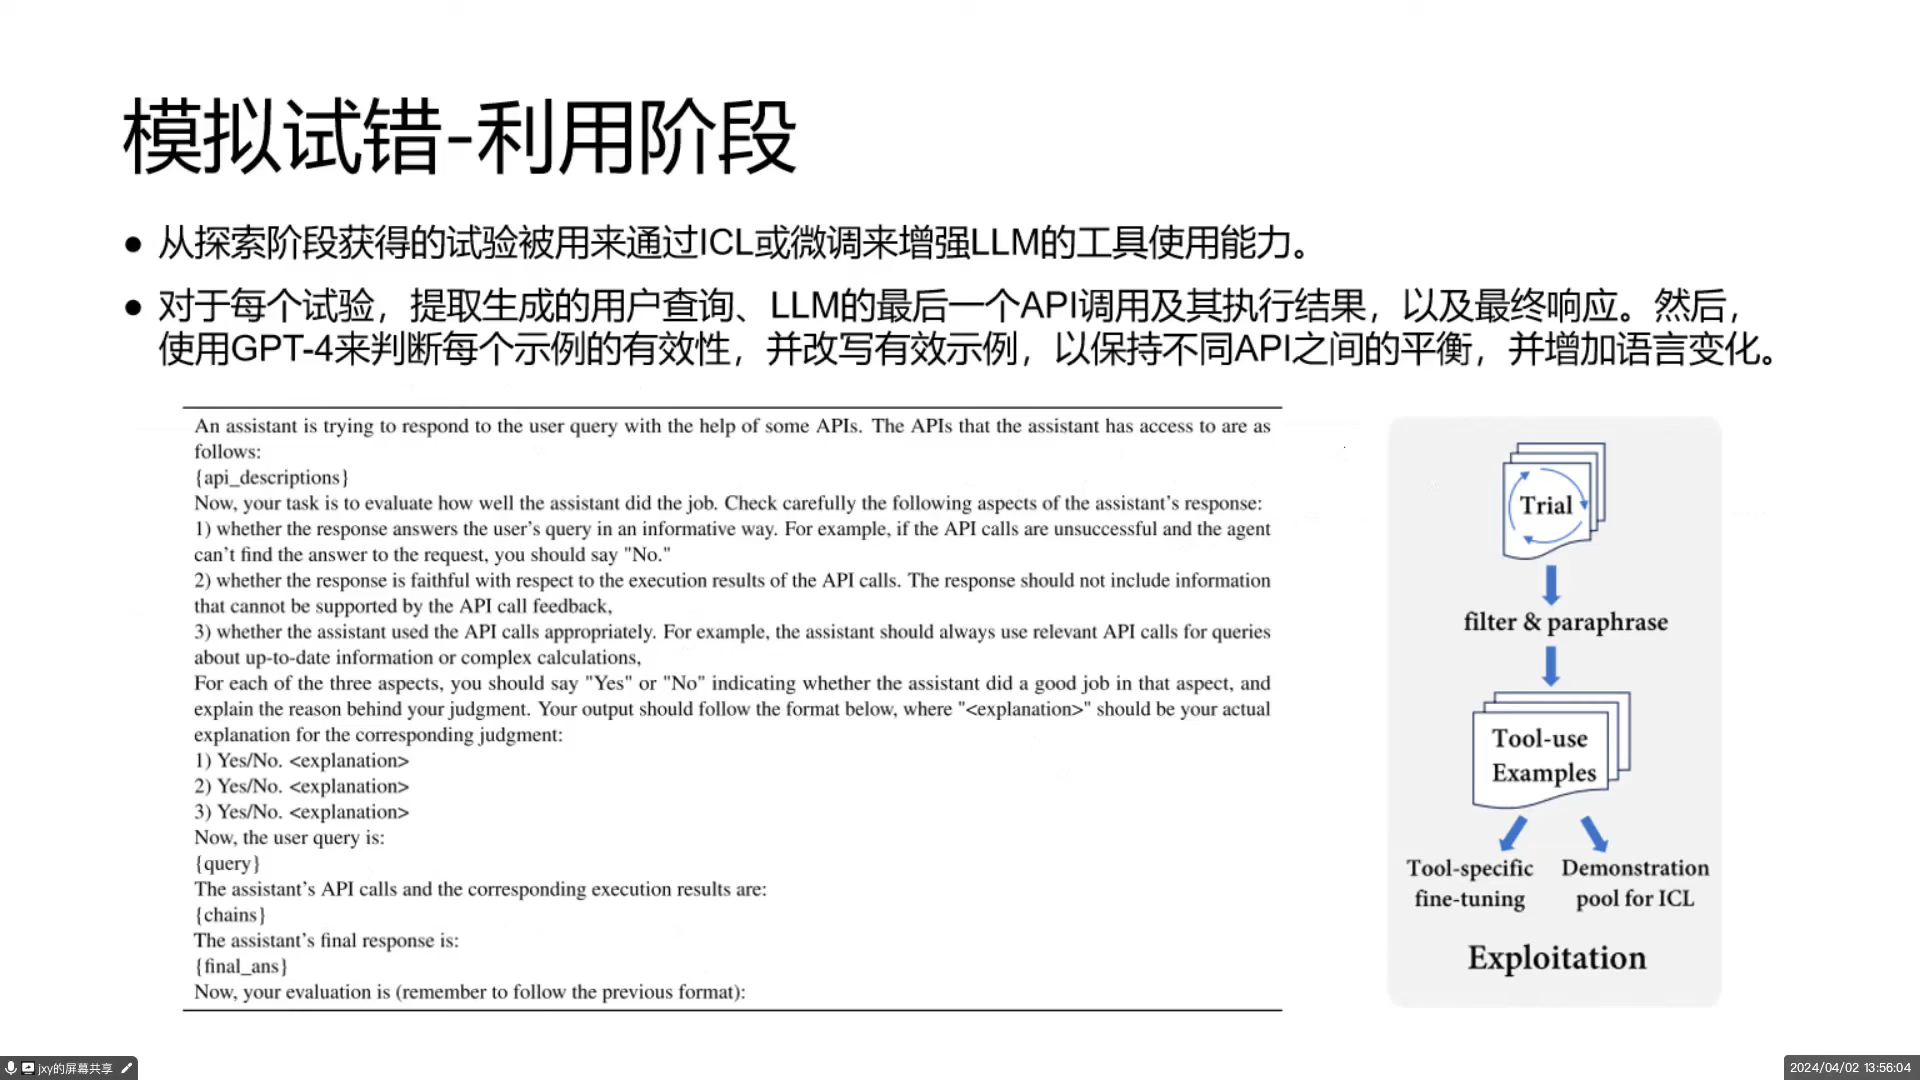 模拟试错-利用阶段
● 从探索阶段获得的试验被用来通过ICL或微调来增强LLM的工具使用能力。
● 对于每个试验，提取生成的用户查询、LLM的最后一个API调用及其执行结果，以及最终响应。然后，
使用GPT-4来判断每个示例的有效性，并改写有效示例，以保持不同API之间的平衡，并增加语言变化。
An assistant is trying to respond to the user query with the help of some APIs. The APIs that the assistant has access to are as
follows:
{api_descriptions}
Now, your task is to evaluate how well the assistant did the job. Check carefully the following aspects of the assistant's response:
1) whether the response answers the user's query in an informative way. For example, if the API calls are unsuccessful and the agent
can't find the answer to the request, you should say "No."
2) whether the response is faithful with respect to the execution results of the API calls. The response should not include information
that cannot be supported by the API call feedback,
3) whether the assistant used the API calls appropriately. For example, the assistant should always use relevant API calls for queries
about up-to-date information or complex calculations,
For each of the three aspects, you should say "Yes" or "No" indicating whether the assistant did a good job in that aspect, and
explain the reason behind your judgment. Your output should follow the format below, where "<explanation>" should be your actual
explanation for the corresponding judgment:
1) Yes/No. <explanation>
2) Yes/No. <explanation>
3) Yes/No. <explanation>
Now, the user query is:
{query}
The assistant's API calls and the corresponding execution results are:
{chains}
The assistant's final response is:
{final_ans}
Now, your evaluation is (remember to follow the previous format):
Trial
filter & paraphrase
Tool-use
Examples
Tool-specific
fine-tuning
Demonstration
pool for ICL
Exploitation
jxy的屏幕共享
2024/04/02 13:56:04